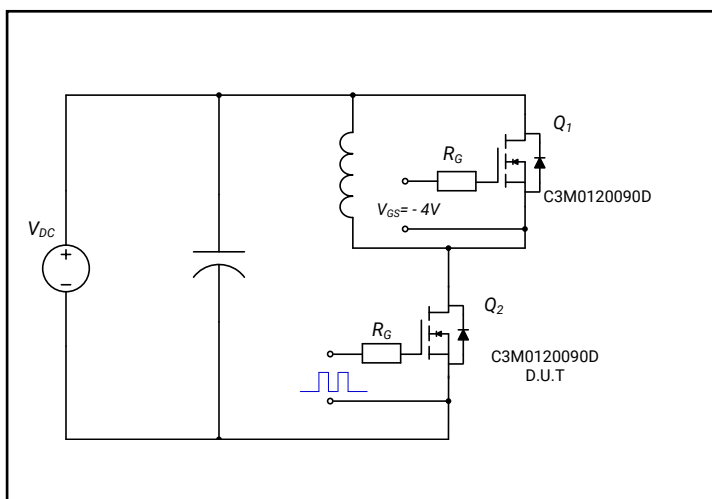 Q1
RG
C3M0120090D
VGS= - 4V
VDC
Q2
RG
C3M0120090D
D.U.T